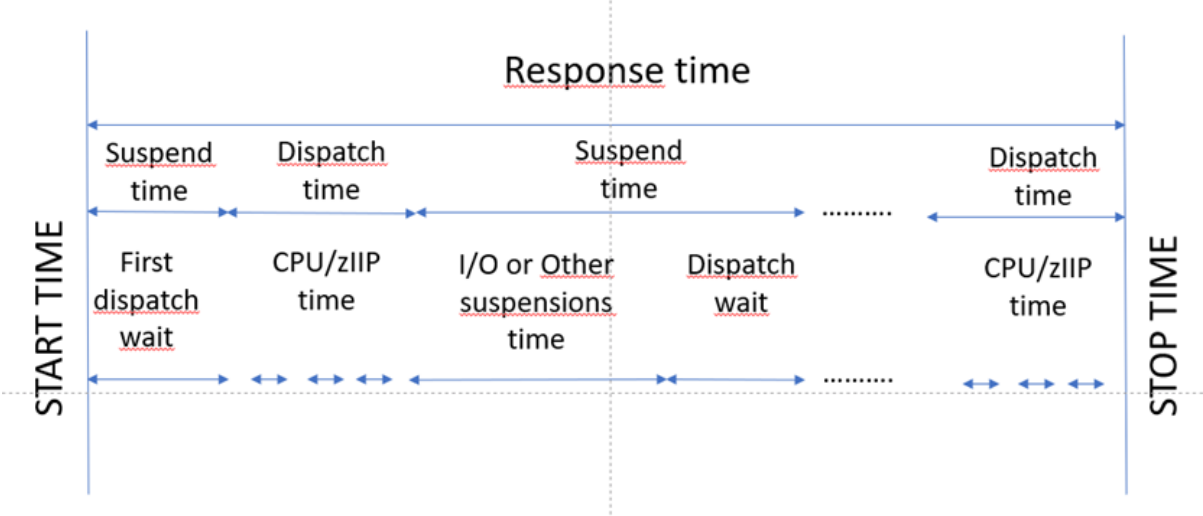 Response time
Suspend
time
Dispatch
time
Suspend
time
Dispatch
time
..........
START TIME
First
dispatch
wait
CPU/zIIP
time
I/O or Other
suspensions
time
Dispatch
wait
CPU/zIIP
time
..........
STOP TIME